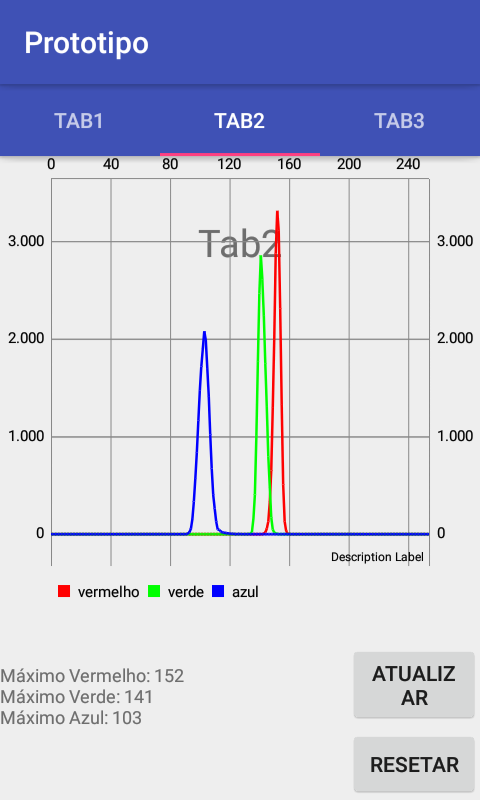 Prototipo
TAB1 TAB2 TAB3
0 40 80 120 160 200 240
Tab2
3.000 3.000
2.000 2.000
1.000 1.000
0 0
Description Label
vermelho verde azul
Máximo Vermelho: 152
Máximo Verde: 141
Máximo Azul: 103
ATUALIZ
AR
RESETAR